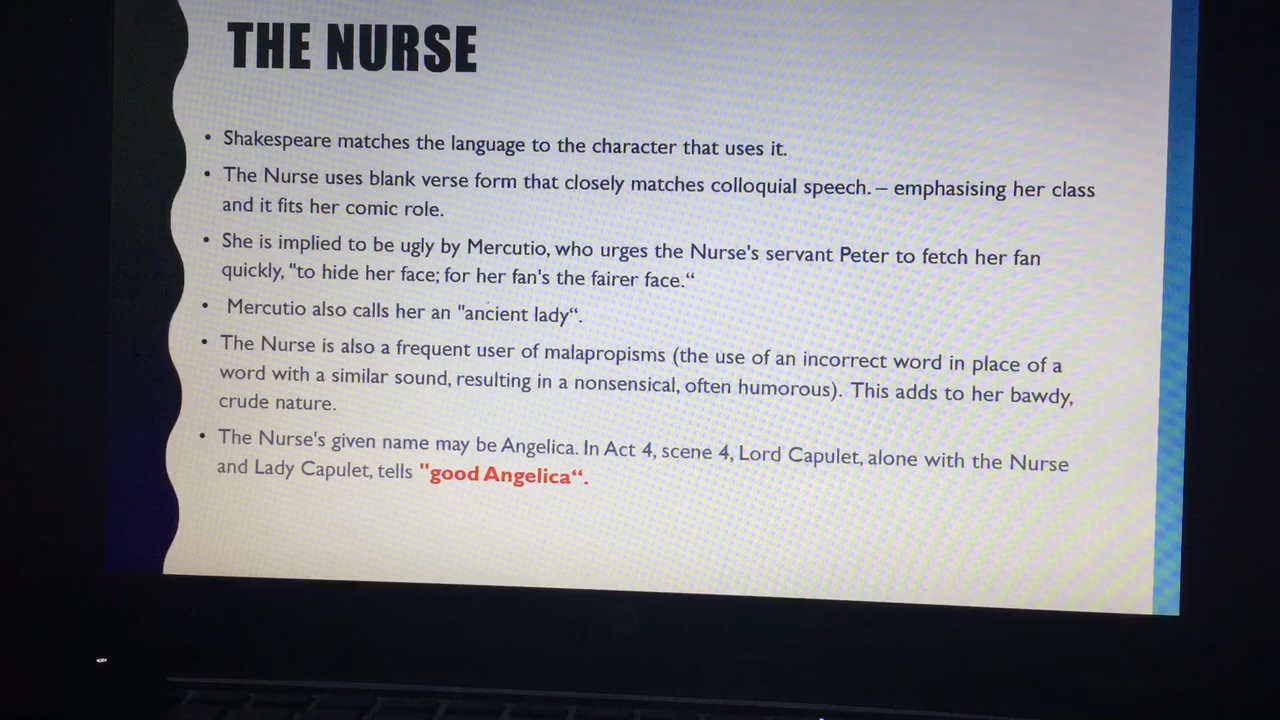 THE NURSE
• Shakespeare matches the language to the character that uses it.
• The Nurse uses blank verse form that closely matches colloquial speech. – emphasising her class
and it fits her comic role.
• She is implied to be ugly by Mercutio, who urges the Nurse's servant Peter to fetch her fan
quickly, "to hide her face; for her fan's the fairer face.“
• Mercutio also calls her an "ancient lady“.
• The Nurse is also a frequent user of malapropisms (the use of an incorrect word in place of a
word with a similar sound, resulting in a nonsensical, often humorous). This adds to her bawdy,
crude nature.
• The Nurse's given name may be Angelica. In Act 4, scene 4, Lord Capulet, alone with the Nurse
and Lady Capulet, tells "good Angelica“.